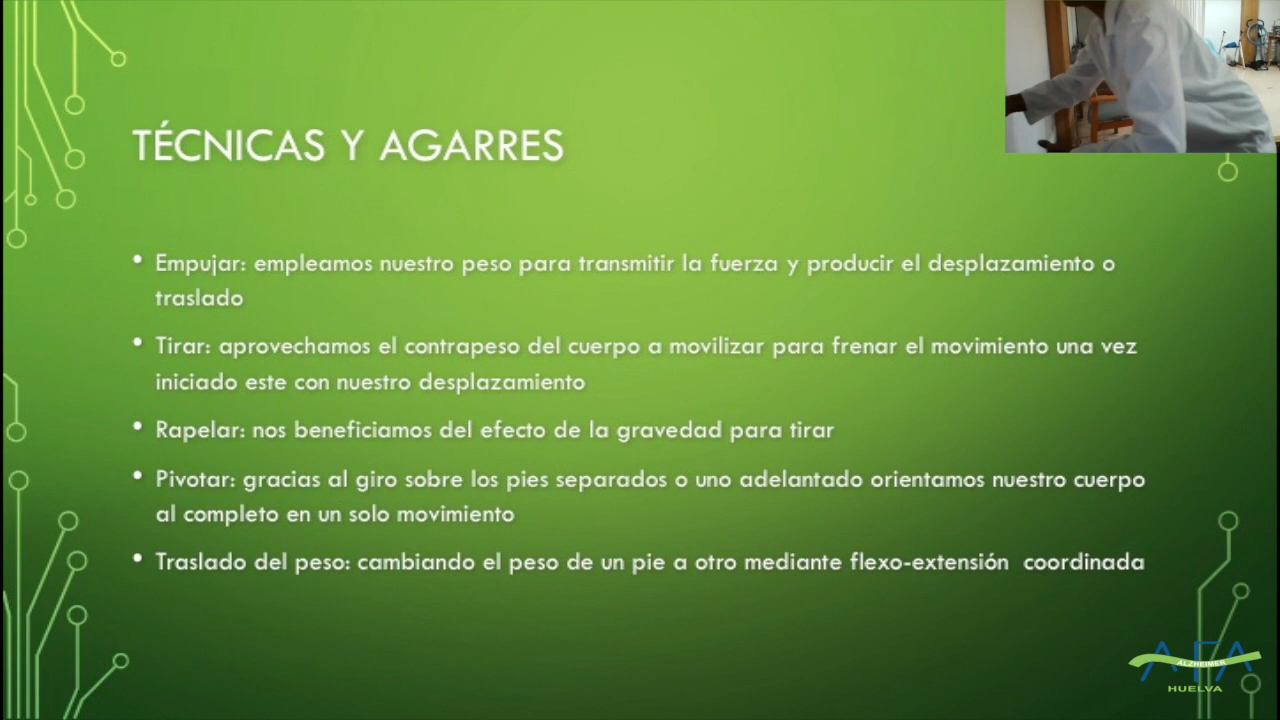 TÉCNICAS Y AGARRES
• Empujar: empleamos nuestro peso para transmitir la fuerza y producir el desplazamiento o
traslado
• Tirar: aprovechamos el contrapeso del cuerpo a movilizar para frenar el movimiento una vez
iniciado este con nuestro desplazamiento
• Rapelar: nos beneficiamos del efecto de la gravedad para tirar
• Pivotar: gracias al giro sobre los pies separados o uno adelantado orientamos nuestro cuerpo
al completo en un solo movimiento
• Traslado del peso: cambiando el peso de un pie a otro mediante flexo-extensión  coordinada
AFA
ALZHEIMER
HUELVA